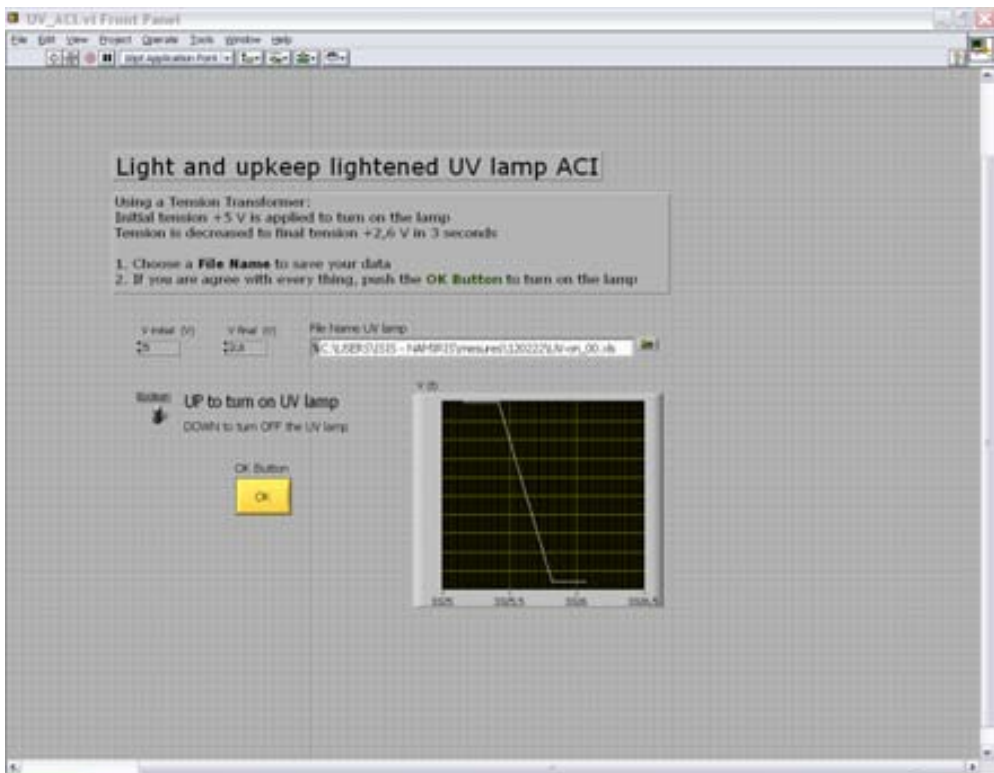 UV_ACI.vi Front Panel
File Edit View Project Operate Tools Window Help
Application Font
Light and upkeep lightened UV lamp ACI
Using a Tension Transformer:
Initial tension +5 V is applied to turn on the lamp
Tension is decreased to final tension +2,6 V in 3 seconds
1. Choose a File Name to save your data
2. If you are agree with every thing, push the OK Button to turn on the lamp
V initial (V) V final (V) File Name UV lamp
5 2,6
V (t)
Boolean UP to turn on UV lamp
DOWN to turn OFF the UV lamp
OK Button
OK